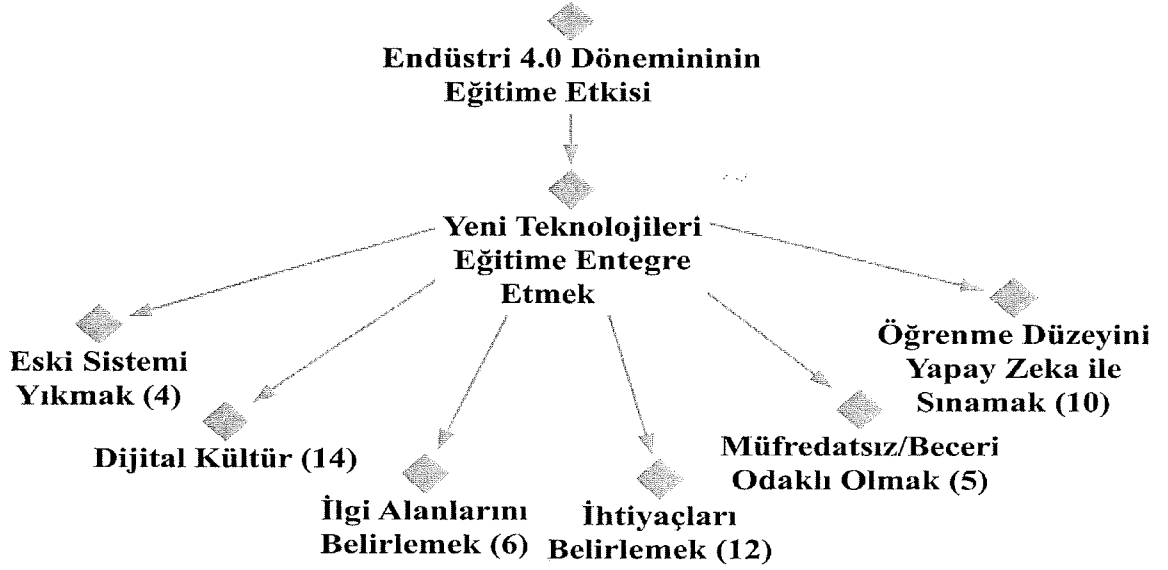 Endüstri 4.0 Dönemininin
Eğitime Etkisi
Yeni Teknolojileri
Eğitime Entegre
Etmek
Eski Sistemi
Yıkmak (4)
Dijital Kültür (14)
İlgi Alanlarını
Belirlemek (6)
İhtiyaçları
Belirlemek (12)
Müfredatsız/Beceri
Odaklı Olmak (5)
Öğrenme Düzeyini
Yapay Zeka ile
Sınamak (10)